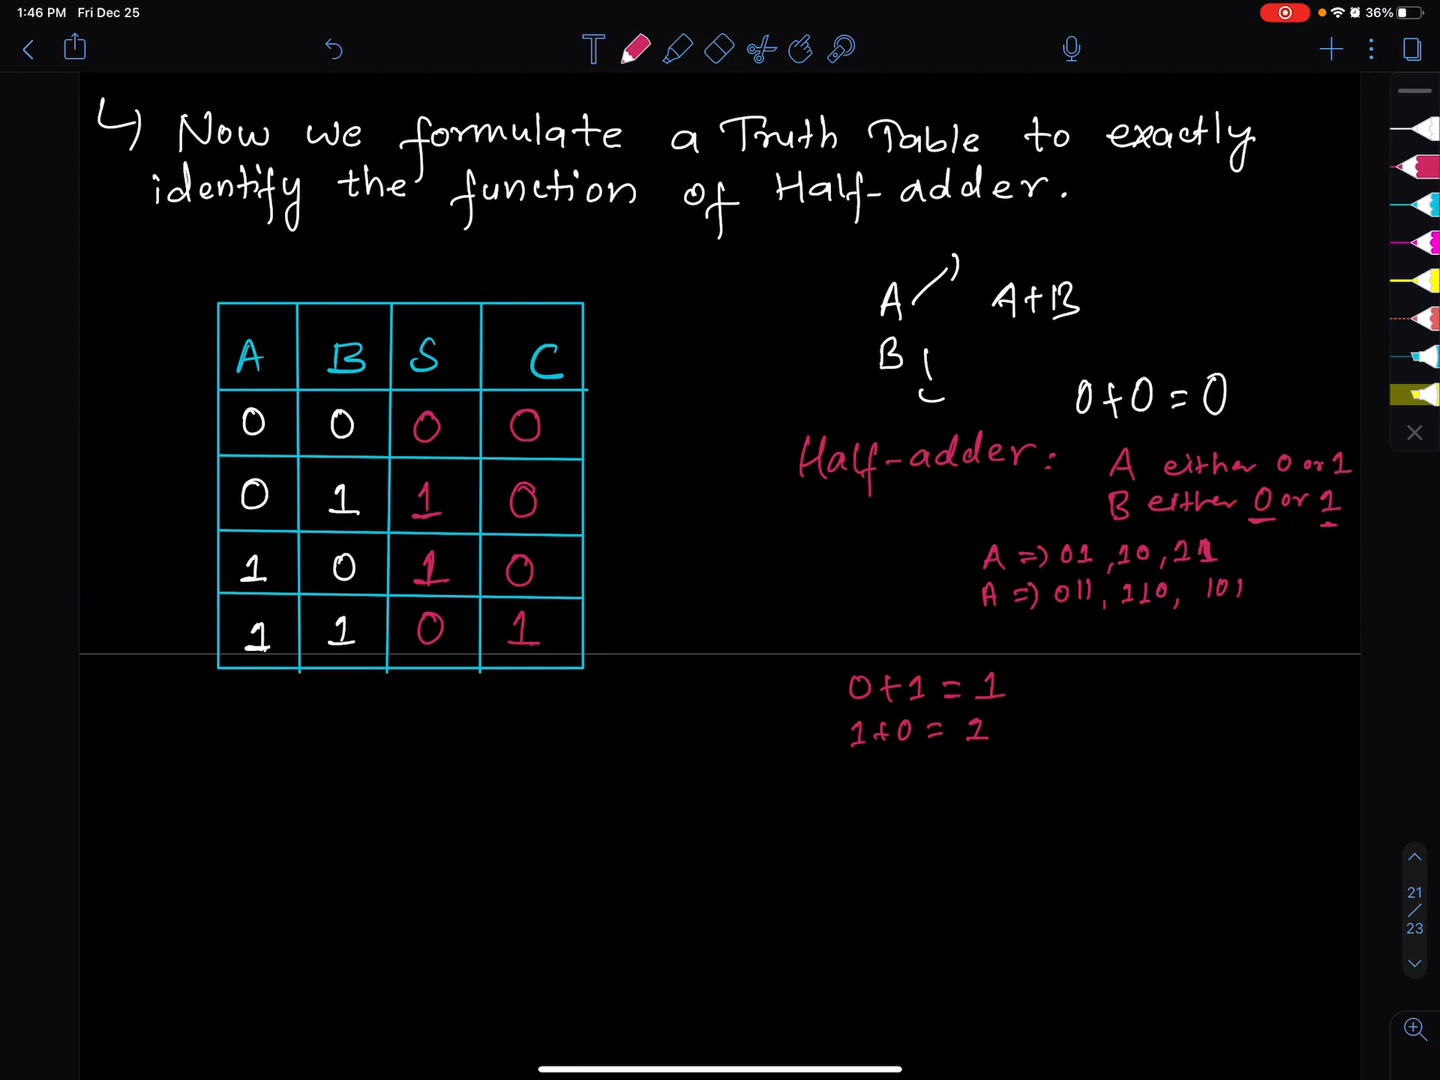 1:46 PM Fri Dec 25
36%
4) Now we formulate a Truth Table to exactly
identify the function of Half-adder.
A B S C
0 0 0 0
0 1 1 0
1 0 1 0
1 1 0 1
A A+B
B
0+0=0
Half-adder: A either 0 or 1
B either 0 or 1
A => 01, 10, 11
A => 011, 110, 101
0+1=1
1+0=1
21
/
23